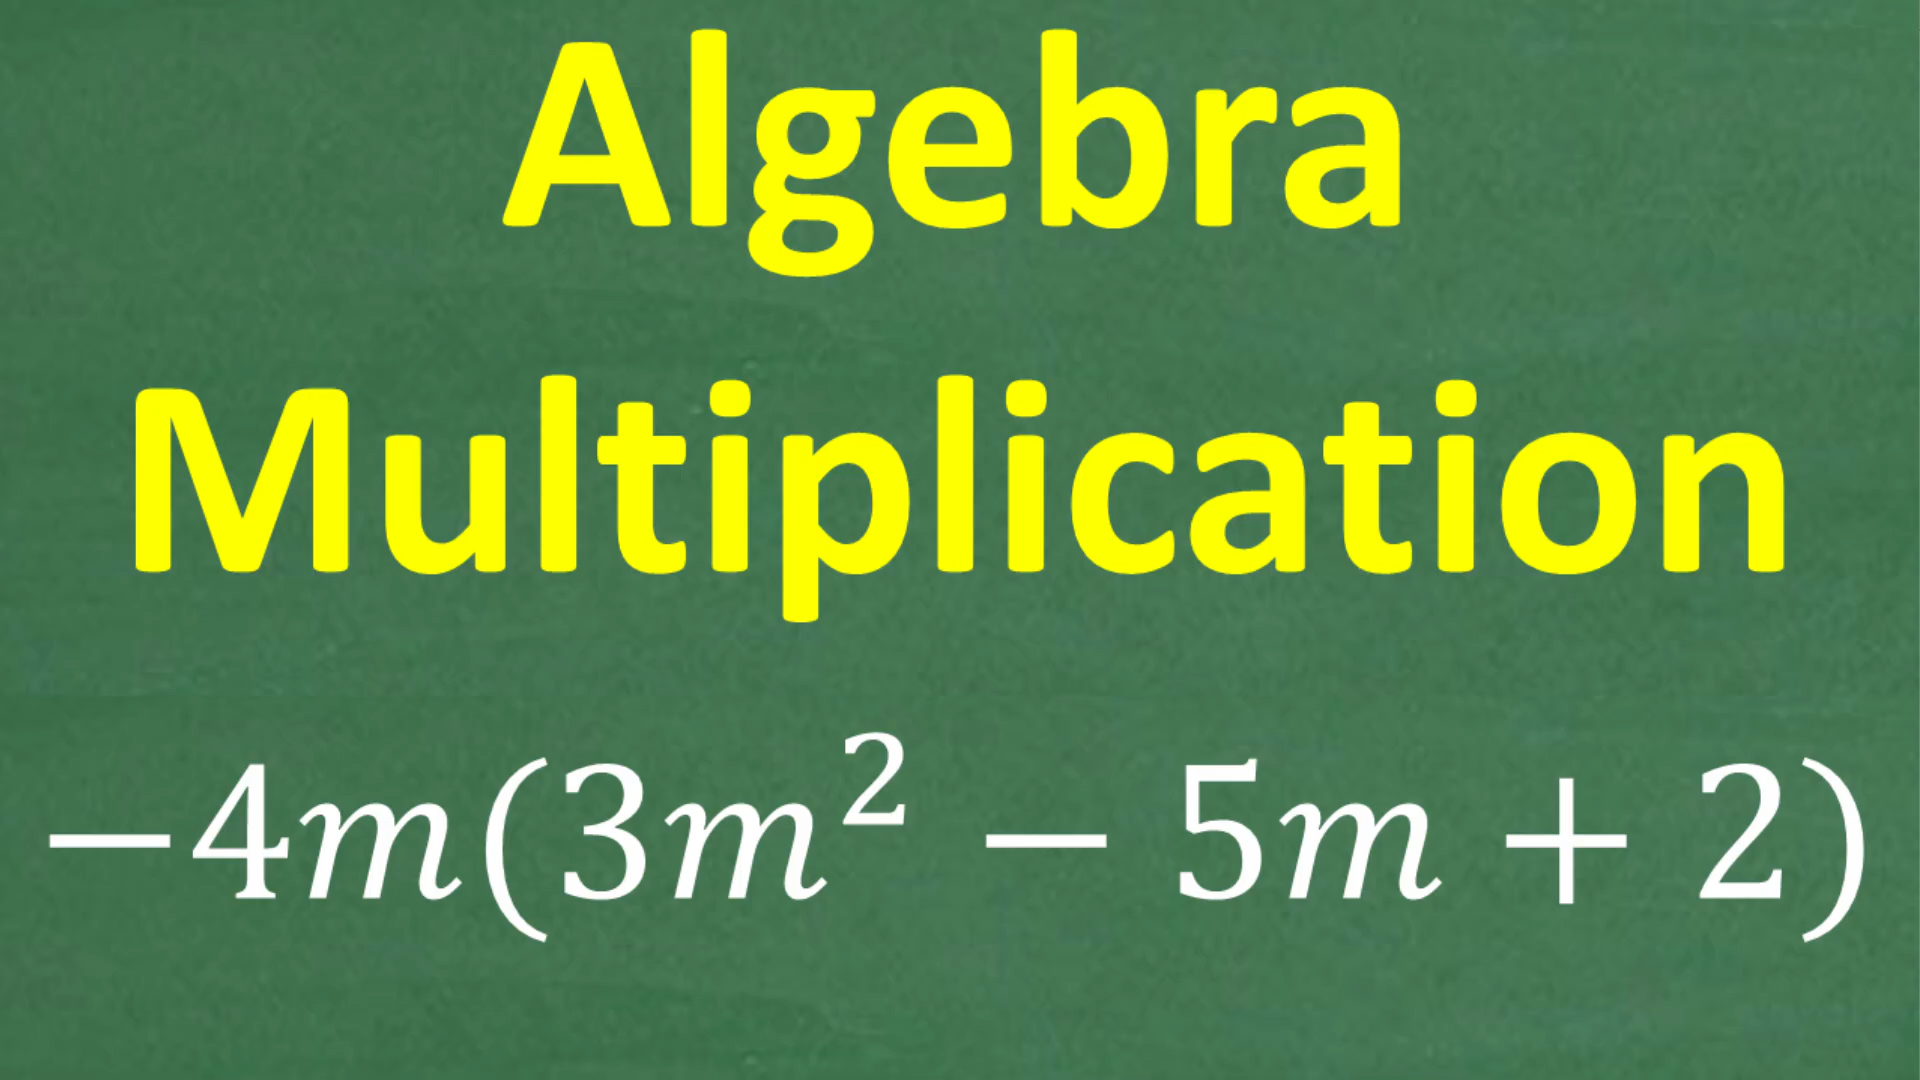 Algebra
Multiplication
−4m(3m² − 5m + 2)